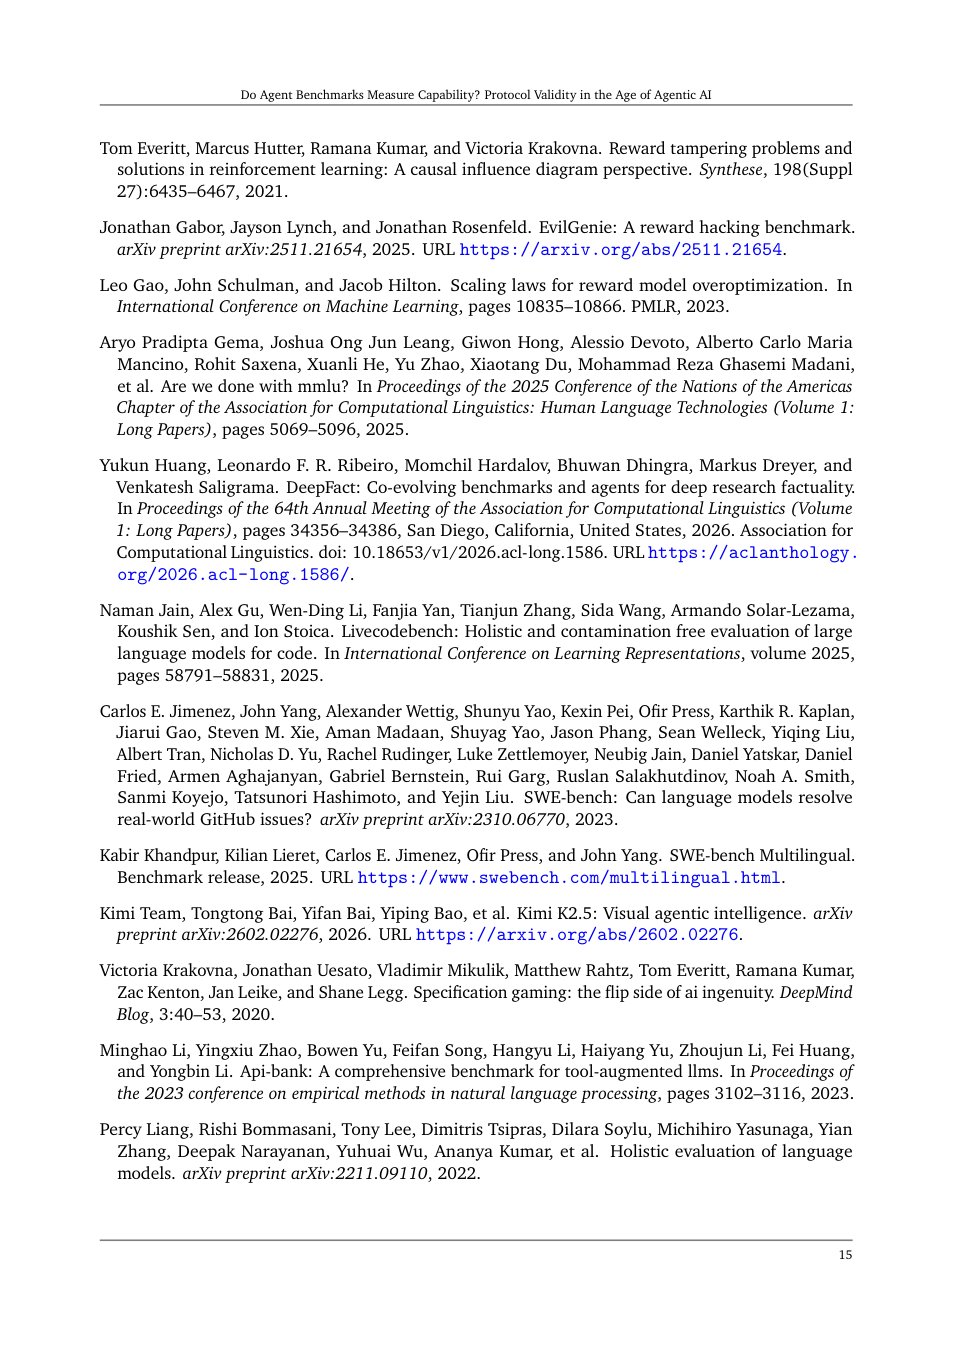 Do Agent Benchmarks Measure Capability? Protocol Validity in the Age of Agentic AI
Tom Everitt, Marcus Hutter, Ramana Kumar, and Victoria Krakovna. Reward tampering problems and
solutions in reinforcement learning: A causal influence diagram perspective. Synthese, 198(Suppl
27):6435–6467, 2021.
Jonathan Gabor, Jayson Lynch, and Jonathan Rosenfeld. EvilGenie: A reward hacking benchmark.
arXiv preprint arXiv:2511.21654, 2025. URL https://arxiv.org/abs/2511.21654.
Leo Gao, John Schulman, and Jacob Hilton. Scaling laws for reward model overoptimization. In
International Conference on Machine Learning, pages 10835–10866. PMLR, 2023.
Aryo Pradipta Gema, Joshua Ong Jun Leang, Giwon Hong, Alessio Devoto, Alberto Carlo Maria
Mancino, Rohit Saxena, Xuanli He, Yu Zhao, Xiaotang Du, Mohammad Reza Ghasemi Madani,
et al. Are we done with mmlu? In Proceedings of the 2025 Conference of the Nations of the Americas
Chapter of the Association for Computational Linguistics: Human Language Technologies (Volume 1:
Long Papers), pages 5069–5096, 2025.
Yukun Huang, Leonardo F. R. Ribeiro, Momchil Hardalov, Bhuwan Dhingra, Markus Dreyer, and
Venkatesh Saligrama. DeepFact: Co-evolving benchmarks and agents for deep research factuality.
In Proceedings of the 64th Annual Meeting of the Association for Computational Linguistics (Volume
1: Long Papers), pages 34356–34386, San Diego, California, United States, 2026. Association for
Computational Linguistics. doi: 10.18653/v1/2026.acl-long.1586. URL https://aclanthology.
org/2026.acl-long.1586/.
Naman Jain, Alex Gu, Wen-Ding Li, Fanjia Yan, Tianjun Zhang, Sida Wang, Armando Solar-Lezama,
Koushik Sen, and Ion Stoica. Livecodebench: Holistic and contamination free evaluation of large
language models for code. In International Conference on Learning Representations, volume 2025,
pages 58791–58831, 2025.
Carlos E. Jimenez, John Yang, Alexander Wettig, Shunyu Yao, Kexin Pei, Ofir Press, Karthik R. Kaplan,
Jiarui Gao, Steven M. Xie, Aman Madaan, Shuyag Yao, Jason Phang, Sean Welleck, Yiqing Liu,
Albert Tran, Nicholas D. Yu, Rachel Rudinger, Luke Zettlemoyer, Neubig Jain, Daniel Yatskar, Daniel
Fried, Armen Aghajanyan, Gabriel Bernstein, Rui Garg, Ruslan Salakhutdinov, Noah A. Smith,
Sanmi Koyejo, Tatsunori Hashimoto, and Yejin Liu. SWE-bench: Can language models resolve
real-world GitHub issues? arXiv preprint arXiv:2310.06770, 2023.
Kabir Khandpur, Kilian Lieret, Carlos E. Jimenez, Ofir Press, and John Yang. SWE-bench Multilingual.
Benchmark release, 2025. URL https://www.swebench.com/multilingual.html.
Kimi Team, Tongtong Bai, Yifan Bai, Yiping Bao, et al. Kimi K2.5: Visual agentic intelligence. arXiv
preprint arXiv:2602.02276, 2026. URL https://arxiv.org/abs/2602.02276.
Victoria Krakovna, Jonathan Uesato, Vladimir Mikulik, Matthew Rahtz, Tom Everitt, Ramana Kumar,
Zac Kenton, Jan Leike, and Shane Legg. Specification gaming: the flip side of ai ingenuity. DeepMind
Blog, 3:40–53, 2020.
Minghao Li, Yingxiu Zhao, Bowen Yu, Feifan Song, Hangyu Li, Haiyang Yu, Zhoujun Li, Fei Huang,
and Yongbin Li. Api-bank: A comprehensive benchmark for tool-augmented llms. In Proceedings of
the 2023 conference on empirical methods in natural language processing, pages 3102–3116, 2023.
Percy Liang, Rishi Bommasani, Tony Lee, Dimitris Tsipras, Dilara Soylu, Michihiro Yasunaga, Yian
Zhang, Deepak Narayanan, Yuhuai Wu, Ananya Kumar, et al. Holistic evaluation of language
models. arXiv preprint arXiv:2211.09110, 2022.
15